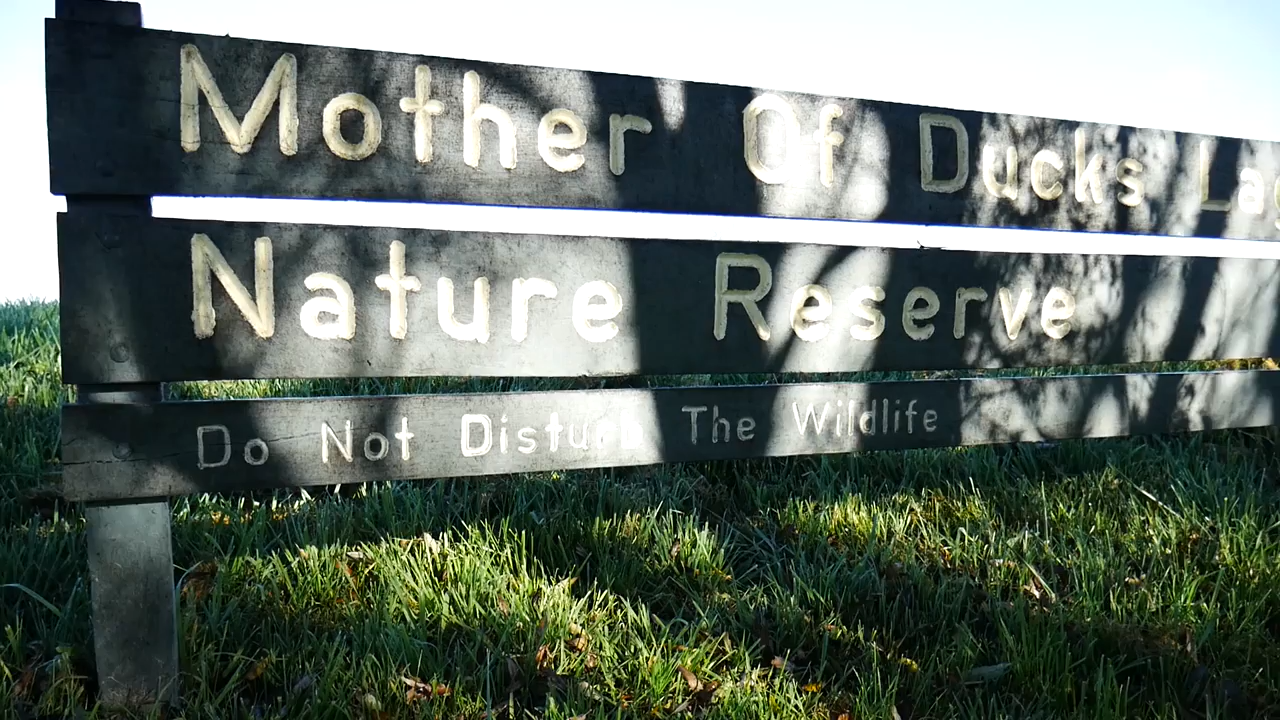 Mother Of Ducks
Nature Reserve
Do Not Disturb The Wildlife